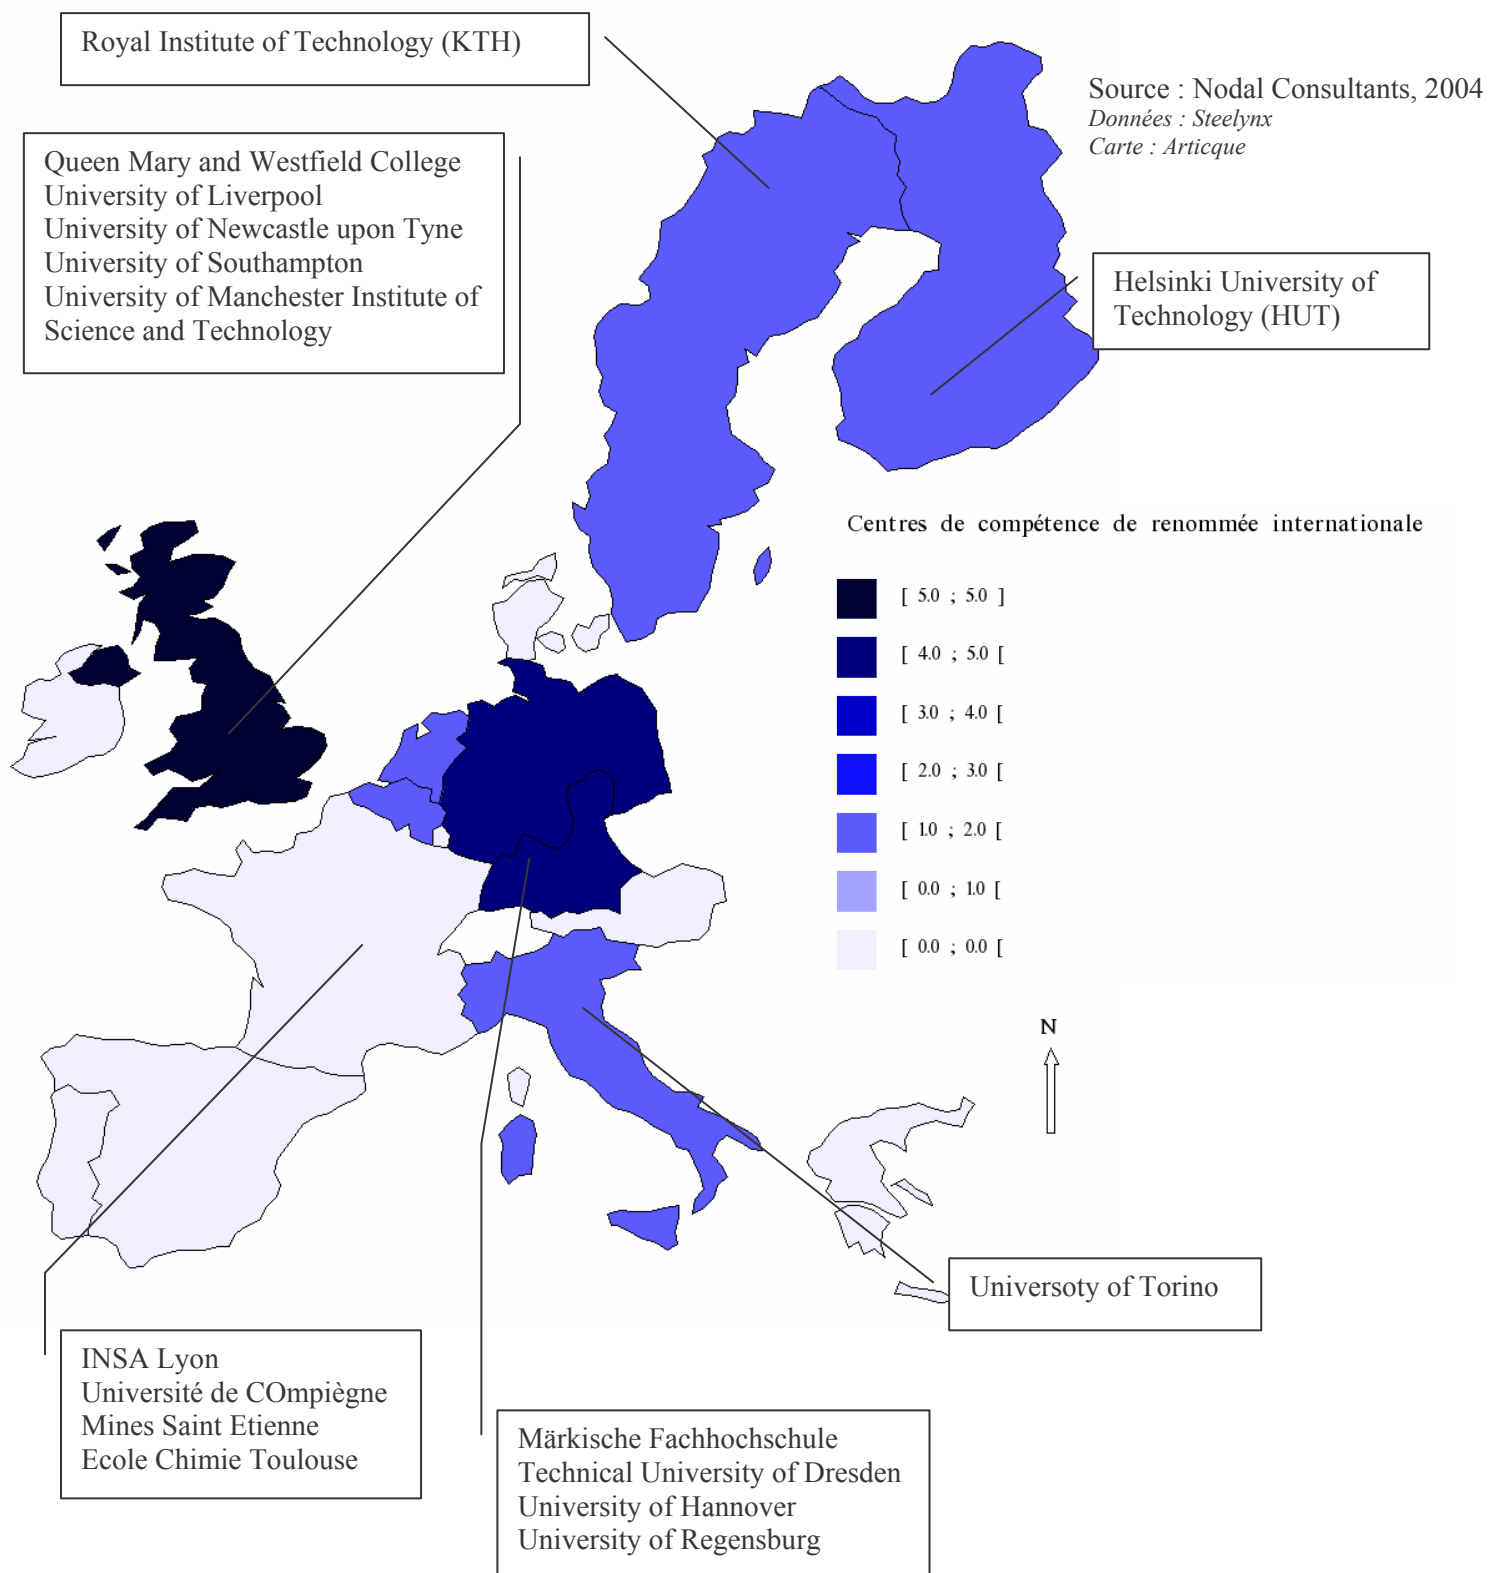 Royal Institute of Technology (KTH)
Source : Nodal Consultants, 2004
Données : Steelynx
Carte : Articque
Queen Mary and Westfield College
University of Liverpool
University of Newcastle upon Tyne
University of Southampton
University of Manchester Institute of
Science and Technology
Helsinki University of
Technology (HUT)
Centres de compétence de renommée internationale
[ 5.0 ; 5.0 ]
[ 4.0 ; 5.0 [
[ 3.0 ; 4.0 [
[ 2.0 ; 3.0 [
[ 1.0 ; 2.0 [
[ 0.0 ; 1.0 [
[ 0.0 ; 0.0 [
N
Universoty of Torino
INSA Lyon
Université de COmpiègne
Mines Saint Etienne
Ecole Chimie Toulouse
Märkische Fachhochschule
Technical University of Dresden
University of Hannover
University of Regensburg